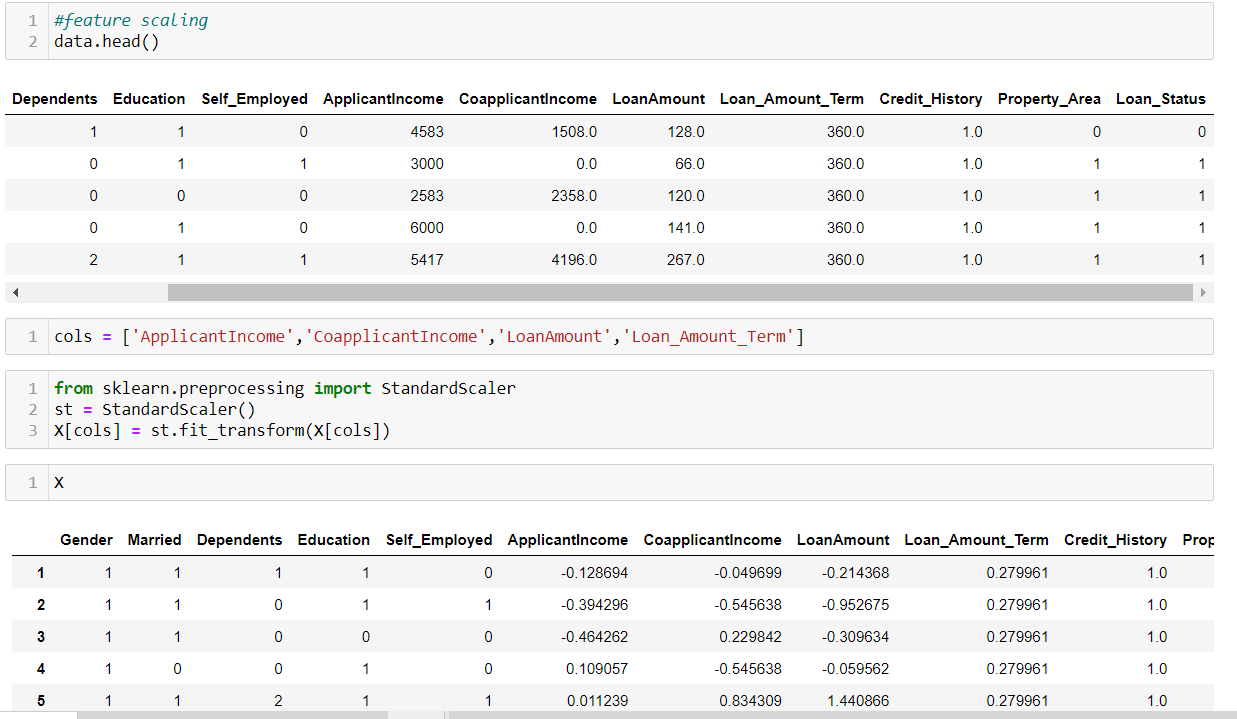 1 #feature scaling
2 data.head()
Dependents Education Self_Employed ApplicantIncome CoapplicantIncome LoanAmount Loan_Amount_Term Credit_History Property_Area Loan_Status
1 1 0 4583 1508.0 128.0 360.0 1.0 0 0
0 1 1 3000 0.0 66.0 360.0 1.0 1 1
0 0 0 2583 2358.0 120.0 360.0 1.0 1 1
0 1 0 6000 0.0 141.0 360.0 1.0 1 1
2 1 1 5417 4196.0 267.0 360.0 1.0 1 1
1 cols = ['ApplicantIncome','CoapplicantIncome','LoanAmount','Loan_Amount_Term']
1 from sklearn.preprocessing import StandardScaler
2 st = StandardScaler()
3 X[cols] = st.fit_transform(X[cols])
1 X
Gender Married Dependents Education Self_Employed ApplicantIncome CoapplicantIncome LoanAmount Loan_Amount_Term Credit_History Prop
1 1 1 1 1 0 -0.128694 -0.049699 -0.214368 0.279961 1.0
2 1 1 0 1 1 -0.394296 -0.545638 -0.952675 0.279961 1.0
3 1 1 0 0 0 -0.464262 0.229842 -0.309634 0.279961 1.0
4 1 0 0 1 0 0.109057 -0.545638 -0.059562 0.279961 1.0
5 1 1 2 1 1 0.011239 0.834309 1.440866 0.279961 1.0